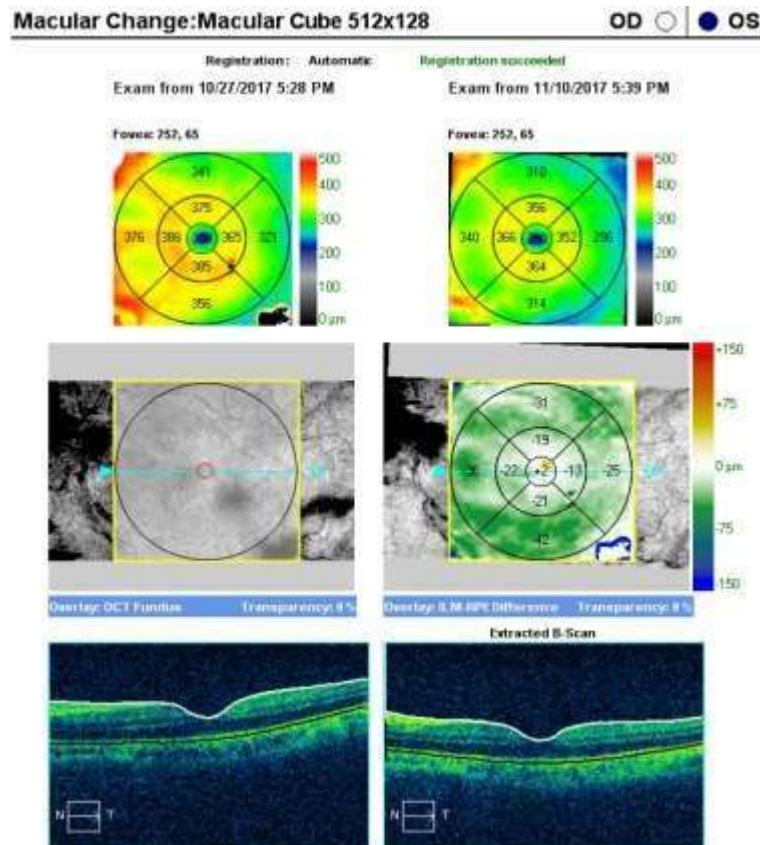 Macular Change:Macular Cube 512x128 OD OS
Registration: Automatic Registration succeeded
Exam from 10/27/2017 5:28 PM Exam from 11/10/2017 5:39 PM
Fovea: 252, 65 Fovea: 252, 65
500 500
341 310
400 400
375 356
300 300
376 386 365 321 340 366 352 296
200 200
385 364
100 100
356 314
0 µm 0 µm
+150
-31
+75
-19
-22 +2 -13 -25 0 µm
-21
-75
-42
-150
Overlay: OCT Fundus Transparency: 0 % Overlay: ILM-RPE Difference Transparency: 0 %
Extracted B-Scan
N T N T